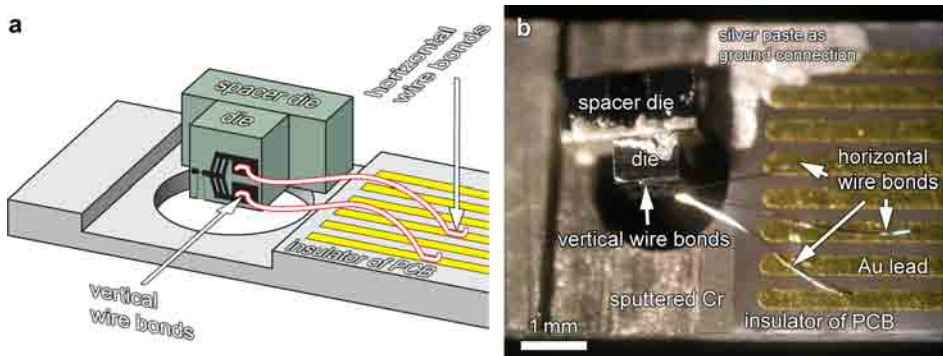 a
spacer die
die
horizontal
wire bonds
insulator of PCB
vertical
wire bonds
b
silver paste as
ground connection
spacer die
die
horizontal
wire bonds
vertical wire bonds
Au lead
sputtered Cr
1 mm
insulator of PCB